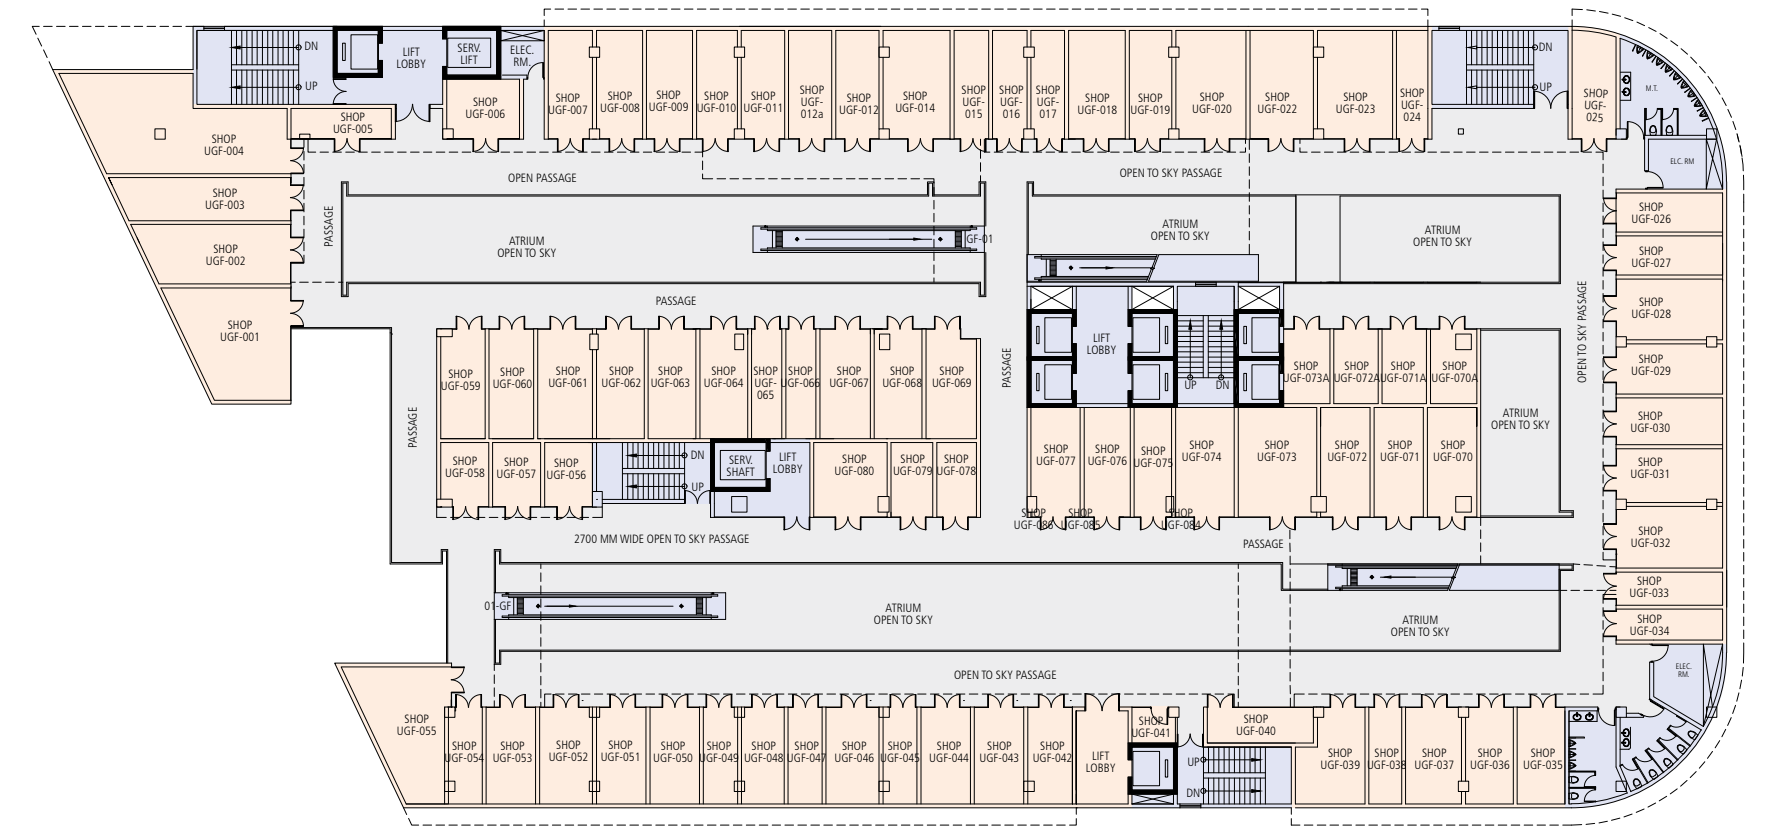 DN
UP
LIFT
LOBBY
SERV.
LIFT
ELEC.
RM.
SHOP
UGF-004
SHOP
UGF-005
SHOP
UGF-006
SHOP
UGF-007
SHOP
UGF-008
SHOP
UGF-009
SHOP
UGF-010
SHOP
UGF-011
SHOP
UGF-
012a
SHOP
UGF-012
SHOP
UGF-014
SHOP
UGF-
015
SHOP
UGF-
016
SHOP
UGF-
017
SHOP
UGF-018
SHOP
UGF-019
SHOP
UGF-020
SHOP
UGF-022
SHOP
UGF-023
SHOP
UGF-
024
DN
UP
SHOP
UGF-
025
M.T.
ELC. RM
OPEN PASSAGE
OPEN TO SKY PASSAGE
SHOP
UGF-003
SHOP
UGF-002
SHOP
UGF-001
PASSAGE
ATRIUM
OPEN TO SKY
GF-01
ATRIUM
OPEN TO SKY
ATRIUM
OPEN TO SKY
SHOP
UGF-026
SHOP
UGF-027
SHOP
UGF-028
SHOP
UGF-029
SHOP
UGF-030
SHOP
UGF-031
SHOP
UGF-032
SHOP
UGF-033
SHOP
UGF-034
OPEN TO SKY PASSAGE
PASSAGE
PASSAGE
PASSAGE
SHOP
UGF-059
SHOP
UGF-060
SHOP
UGF-061
SHOP
UGF-062
SHOP
UGF-063
SHOP
UGF-064
SHOP
UGF-
065
SHOP
UGF-066
SHOP
UGF-067
SHOP
UGF-068
SHOP
UGF-069
LIFT
LOBBY
UP
DN
SHOP
UGF-073A
SHOP
UGF-072A
SHOP
UGF-071A
SHOP
UGF-070A
ATRIUM
OPEN TO SKY
SHOP
UGF-058
SHOP
UGF-057
SHOP
UGF-056
DN
UP
SERV.
SHAFT
LIFT
LOBBY
SHOP
UGF-080
SHOP
UGF-079
SHOP
UGF-078
SHOP
UGF-077
SHOP
UGF-076
SHOP
UGF-075
SHOP
UGF-074
SHOP
UGF-073
SHOP
UGF-072
SHOP
UGF-071
SHOP
UGF-070
SHOP
UGF-086
SHOP
UGF-085
SHOP
UGF-084
2700 MM WIDE OPEN TO SKY PASSAGE
PASSAGE
01-GF
ATRIUM
OPEN TO SKY
ATRIUM
OPEN TO SKY
OPEN TO SKY PASSAGE
ELEC.
RM.
SHOP
UGF-055
SHOP
UGF-054
SHOP
UGF-053
SHOP
UGF-052
SHOP
UGF-051
SHOP
UGF-050
SHOP
UGF-049
SHOP
UGF-048
SHOP
UGF-047
SHOP
UGF-046
SHOP
UGF-045
SHOP
UGF-044
SHOP
UGF-043
SHOP
UGF-042
LIFT
LOBBY
SHOP
UGF-041
UP
DN
SHOP
UGF-040
SHOP
UGF-039
SHOP
UGF-038
SHOP
UGF-037
SHOP
UGF-036
SHOP
UGF-035